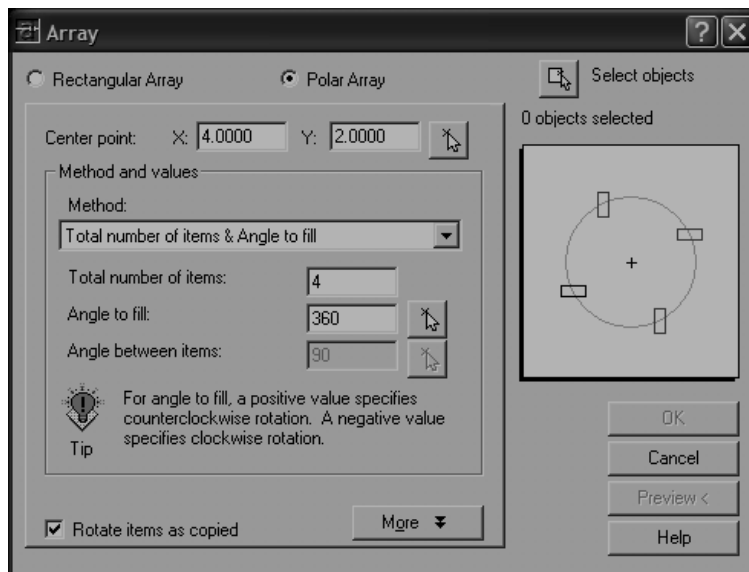 Array
Rectangular Array
Polar Array
Select objects
0 objects selected
Center point: X: 4.0000 Y: 2.0000
Method and values
Method:
Total number of items & Angle to fill
Total number of items: 4
Angle to fill: 360
Angle between items: 90
For angle to fill, a positive value specifies
counterclockwise rotation. A negative value
specifies clockwise rotation.
Tip
Rotate items as copied
More
OK
Cancel
Preview <
Help